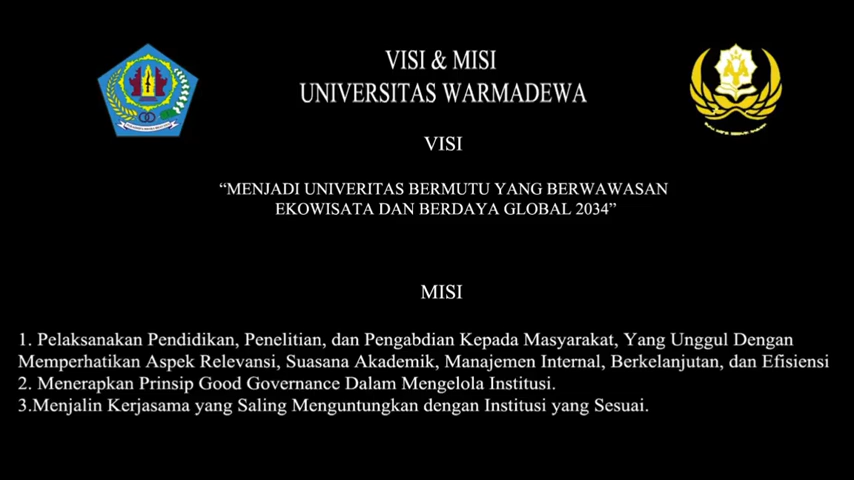 VISI & MISI
UNIVERSITAS WARMADEWA
VISI
“MENJADI UNIVERITAS BERMUTU YANG BERWAWASAN
EKOWISATA DAN BERDAYA GLOBAL 2034”
MISI
1. Pelaksanakan Pendidikan, Penelitian, dan Pengabdian Kepada Masyarakat, Yang Unggul Dengan
Memperhatikan Aspek Relevansi, Suasana Akademik, Manajemen Internal, Berkelanjutan, dan Efisiensi
2. Menerapkan Prinsip Good Governance Dalam Mengelola Institusi.
3.Menjalin Kerjasama yang Saling Menguntungkan dengan Institusi yang Sesuai.